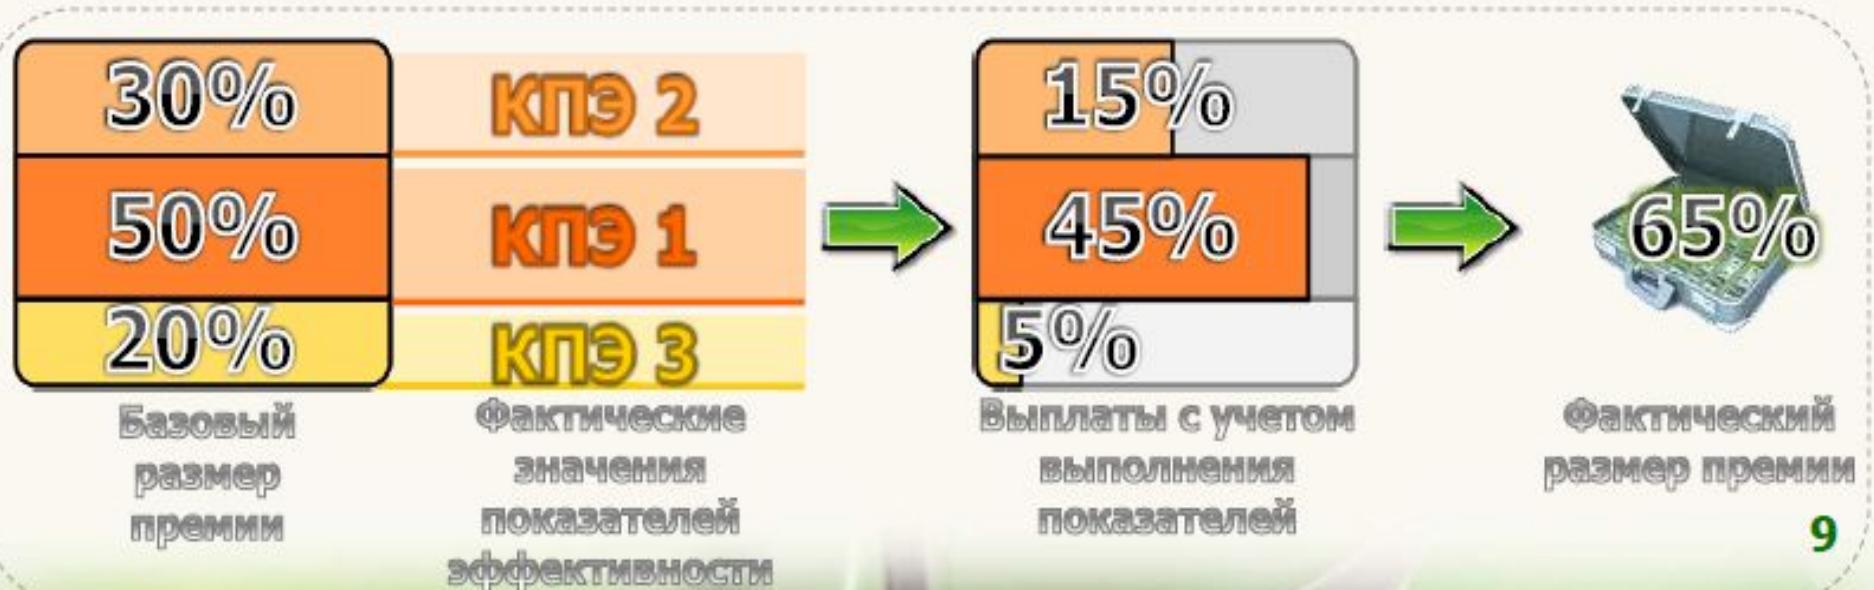 30%
КПЭ 2
50%
КПЭ 1
20%
КПЭ 3
15%
45%
5%
65%
Базовый
размер
премии
Фактические
значения
показателей
эффективности
Выплаты с учетом
выполнения
показателей
Фактический
размер премии
9